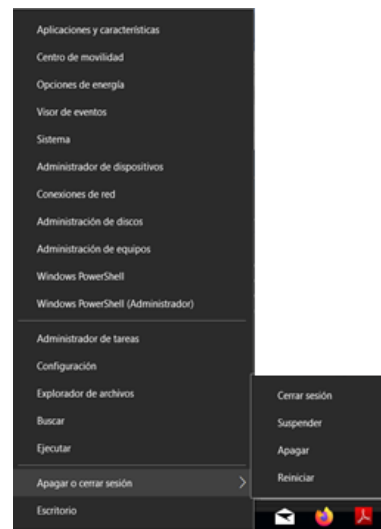 Aplicaciones y características
Centro de movilidad
Opciones de energía
Visor de eventos
Sistema
Administrador de dispositivos
Conexiones de red
Administración de discos
Administración de equipos
Windows PowerShell
Windows PowerShell (Administrador)
Administrador de tareas
Configuración
Explorador de archivos
Buscar
Ejecutar
Apagar o cerrar sesión
Escritorio
Cerrar sesión
Suspender
Apagar
Reiniciar